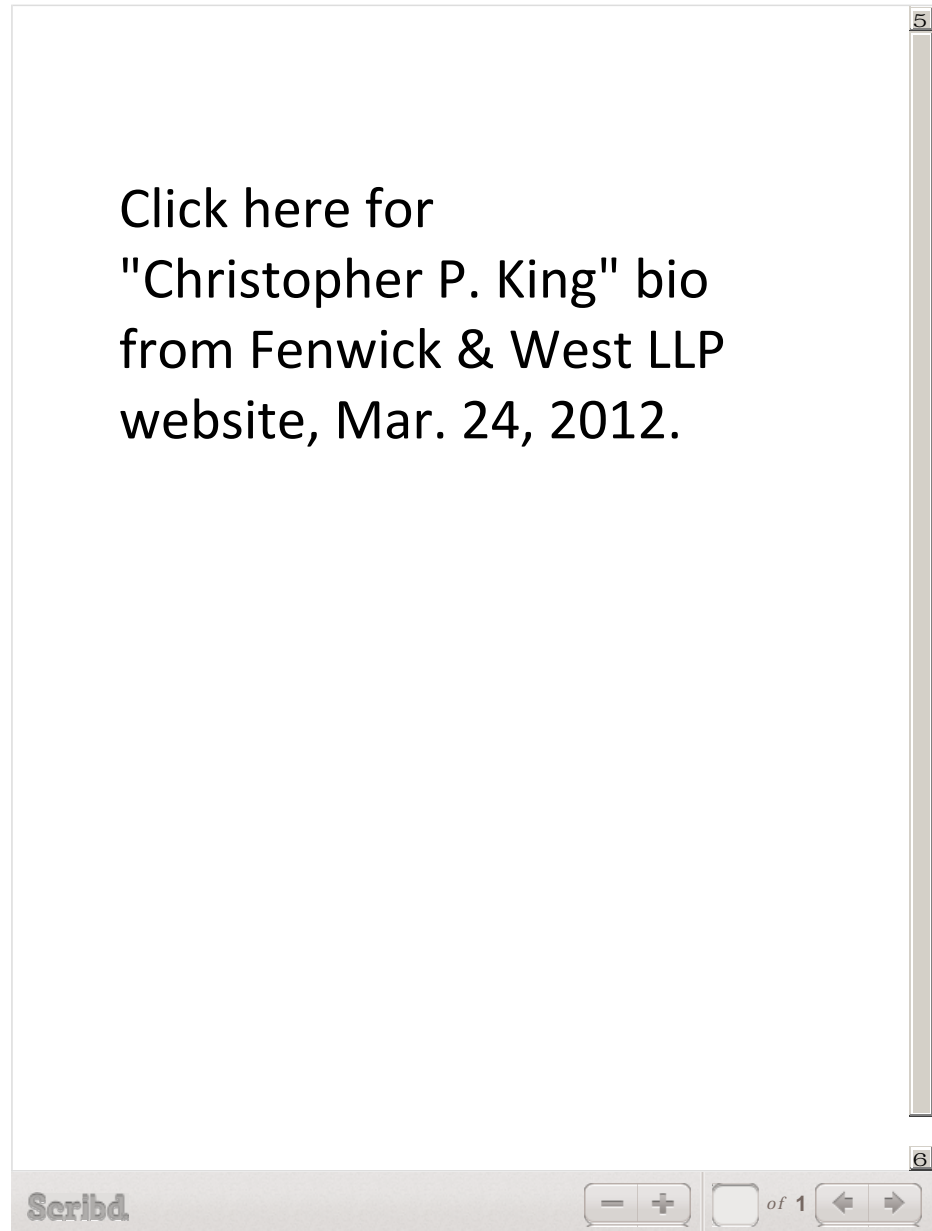 5
Click here for
"Christopher P. King" bio
from Fenwick & West LLP
website, Mar. 24, 2012.
6
Scribd.
of 1